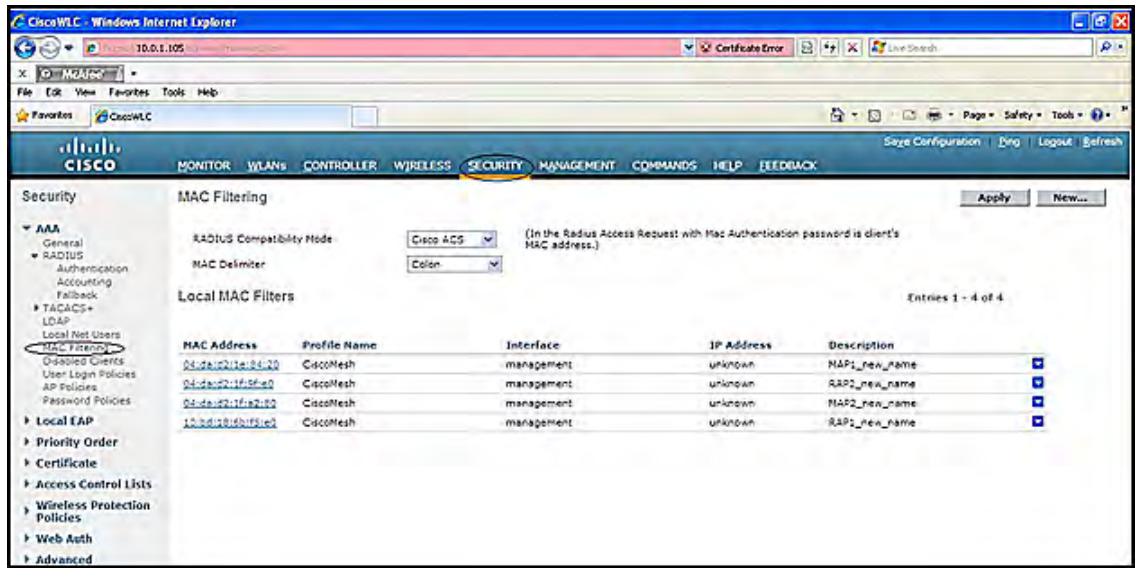 CiscoWLC - Windows Internet Explorer
10.0.1.105
Certificate Error
Live Search
McAfee
File Edit View Favorites Tools Help
Favorites CiscoWLC
Page Safety Tools
CISCO
MONITOR WLANs CONTROLLER WIRELESS SECURITY MANAGEMENT COMMANDS HELP FEEDBACK
Save Configuration Ping Logout Refresh
Security
AAA
General
RADIUS
Authentication
Accounting
Fallback
TACACS+
LDAP
Local Net Users
MAC Filtering
Disabled Clients
User Login Policies
AP Policies
Password Policies
Local EAP
Priority Order
Certificate
Access Control Lists
Wireless Protection Policies
Web Auth
Advanced
MAC Filtering
Apply New...
RADIUS Compatibility Mode Cisco ACS (In the Radius Access Request with Mac Authentication password is client's
MAC address.)
MAC Delimiter Colon
Local MAC Filters Entries 1 - 4 of 4
MAC Address Profile Name Interface IP Address Description
CiscoMesh management unknown MAP1_new_name
CiscoMesh management unknown RAP2_new_name
CiscoMesh management unknown MAP2_new_name
CiscoMesh management unknown RAP1_new_name